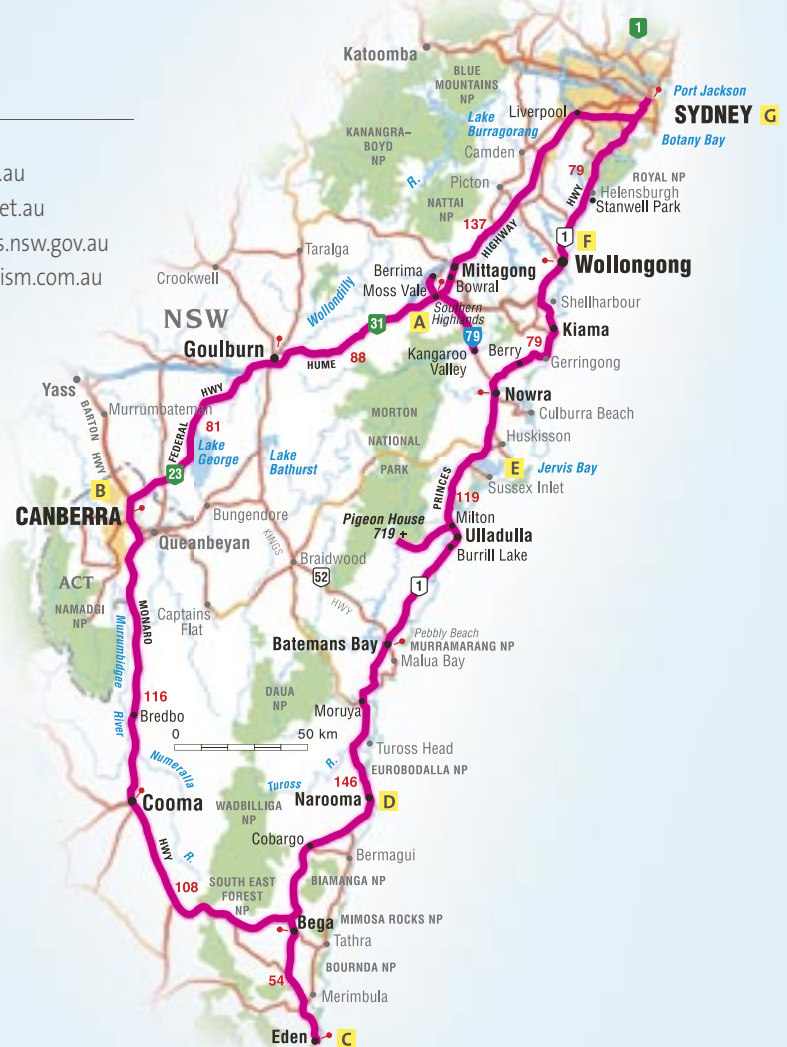 1
Katoomba
BLUE
MOUNTAINS
NP
Port Jackson
Liverpool
SYDNEY G
Lake
Burragorang
KANANGRA–
BOYD
NP
Botany Bay
Camden
.au
79
ROYAL NP
et.au
R.
Picton
HWY
Helensburgh
NATTAI
NP
Stanwell Park
s.nsw.gov.au
137
HIGHWAY
1
F
Taralga
ism.com.au
Berrima
Mittagong
Wollongong
Crookwell
Moss Vale
Bowral
Wollondilly
Southern
Highlands
Shellharbour
NSW
31
A
79
Kiama
Goulburn
HUME
88
Kangaroo
Valley
Berry
79
Gerringong
Yass
HWY
Nowra
Murrumbateman
MORTON
Culburra Beach
BARTON
HWY
81
FEDERAL
Lake
George
Lake
Bathurst
NATIONAL
Huskisson
23
PARK
E
Jervis Bay
B
PRINCES
119
Sussex Inlet
CANBERRA
Bungendore
Pigeon House
719 +
Milton
Ulladulla
Queanbeyan
KINGS
Burrill Lake
Braidwood
ACT
52
1
NAMADGI
NP
MONARO
Captains
Flat
HWY
Pebbly Beach
Murrumbidgee
River
Batemans Bay
MURRAMARANG NP
Malua Bay
DAUA
NP
116
Bredbo
Moruya
0 50 km
Tuross Head
Numeralla
R.
Tuross
R.
EUROBODALLA NP
146
Cooma
WADBILLIGA
NP
Narooma
D
HWY
Cobargo
Bermagui
108
SOUTH EAST
FOREST
NP
BIAMANGA NP
Bega
MIMOSA ROCKS NP
Tathra
54
BOURNDA NP
Merimbula
Eden
C